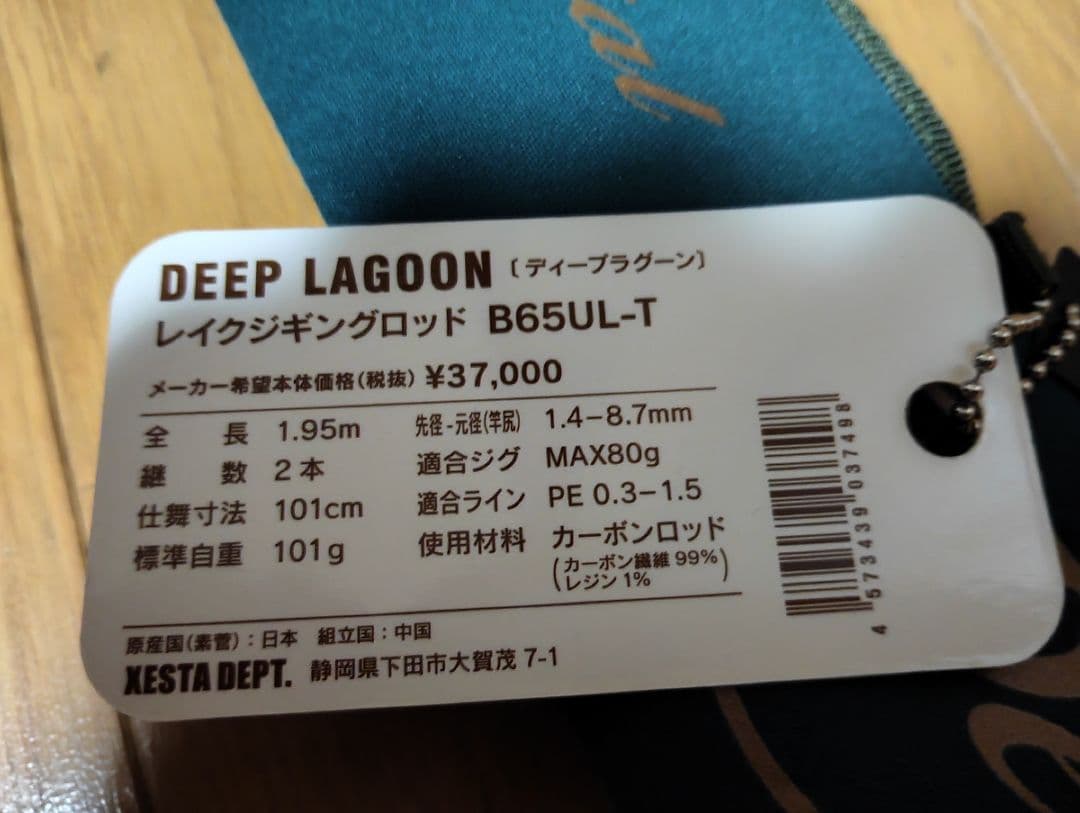 DEEP LAGOON 〔ディープラグーン〕
レイクジギングロッド B65UL-T
メーカー希望本体価格(税抜) ¥37,000
全長 1.95m 先径-元径(竿尻) 1.4-8.7mm
継数 2本 適合ジグ MAX80g
仕舞寸法 101cm 適合ライン PE 0.3-1.5
標準自重 101g 使用材料 カーボンロッド
(カーボン繊維 99%
レジン 1%)
原産国(素菅):日本 組立国:中国
XESTA DEPT. 静岡県下田市大賀茂 7-1
4 573439 037498